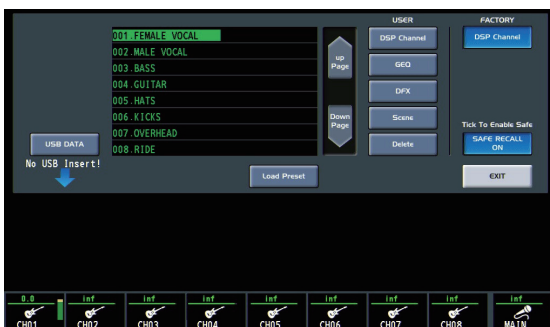 USER
FACTORY
001.FEMALE VOCAL
002.MALE VOCAL
003.BASS
004.GUITAR
005.HATS
006.KICKS
007.OVERHEAD
008.RIDE
up
Page
Down
Page
DSP Channel
GEQ
DFX
Scene
Delete
DSP Channel
Tick To Enable Safe
SAFE RECALL
ON
USB DATA
No USB Insert!
Load Preset
EXIT
0.0 inf inf inf inf inf inf inf inf
CH01 CH02 CH03 CH04 CH05 CH06 CH07 CH08 MAIN